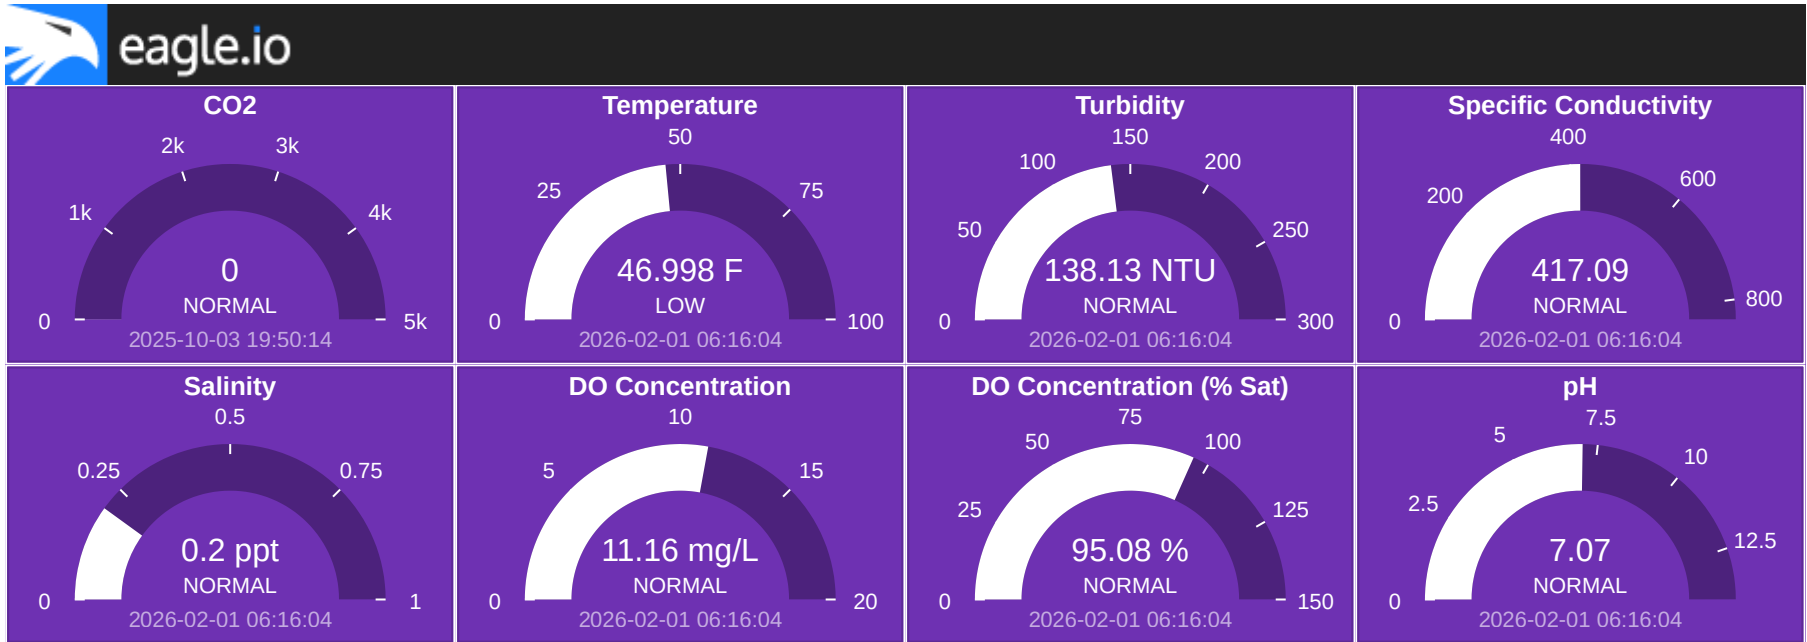 eagle.io
CO2
0
1k
2k
3k
4k
5k
0
NORMAL
2025-10-03 19:50:14
Temperature
0
25
50
75
100
46.998 F
LOW
2026-02-01 06:16:04
Turbidity
0
50
100
150
200
250
300
138.13 NTU
NORMAL
2026-02-01 06:16:04
Specific Conductivity
0
200
400
600
800
417.09
NORMAL
2026-02-01 06:16:04
Salinity
0
0.25
0.5
0.75
1
0.2 ppt
NORMAL
2026-02-01 06:16:04
DO Concentration
0
5
10
15
20
11.16 mg/L
NORMAL
2026-02-01 06:16:04
DO Concentration (% Sat)
0
25
50
75
100
125
150
95.08 %
NORMAL
2026-02-01 06:16:04
pH
0
2.5
5
7.5
10
12.5
7.07
NORMAL
2026-02-01 06:16:04